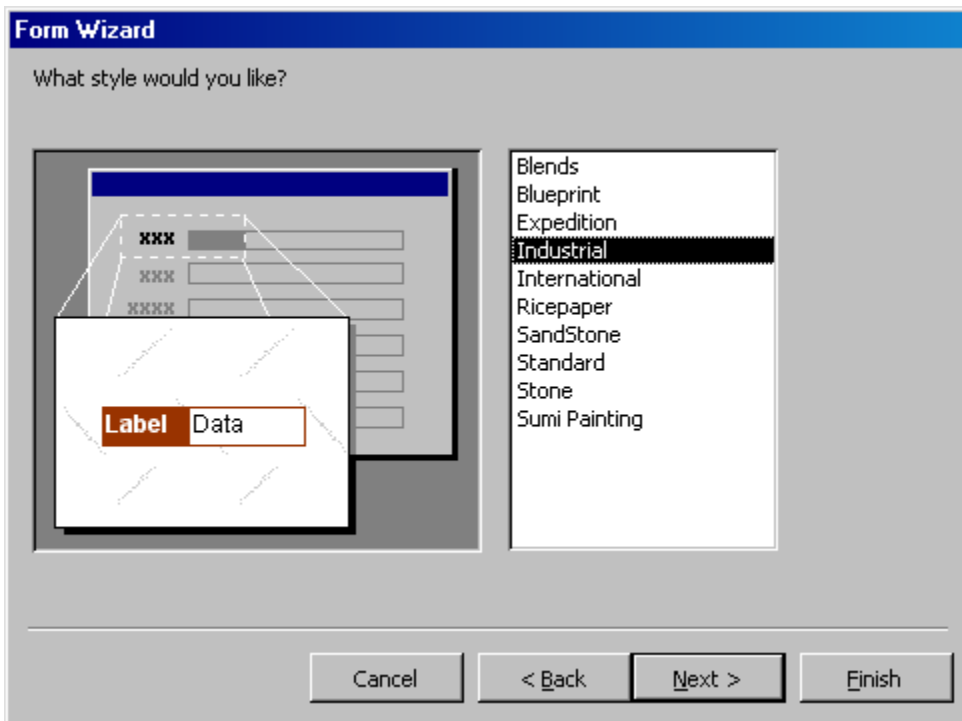 Form Wizard
What style would you like?
xxx
xxx
xxxx
Label Data
Blends
Blueprint
Expedition
Industrial
International
Ricepaper
SandStone
Standard
Stone
Sumi Painting
Cancel < Back Next > Finish